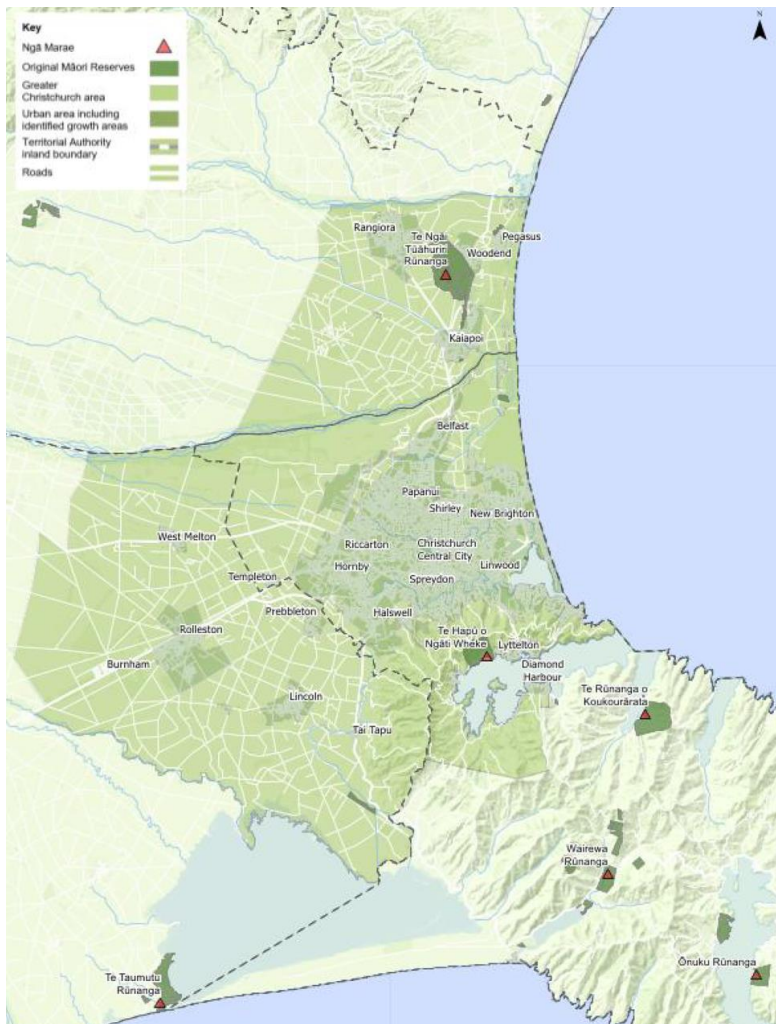 Key
Ngā Marae
Original Māori Reserves
Greater
Christchurch area
Urban area including
identified growth areas
Territorial Authority
inland boundary
Roads
N
Rangiora
Te Ngāi
Tūāhuriri
Rūnanga
Pegasus
Woodend
Kaiapoi
Belfast
Papanui
Shirley
New Brighton
West Melton
Riccarton
Christchurch
Central City
Hornby
Linwood
Templeton
Spreydon
Prebbleton
Halswell
Rolleston
Te Hapū o
Ngāti Wheke
Lyttelton
Burnham
Diamond
Harbour
Lincoln
Te Rūnanga o
Koukourārata
Tai Tapu
Wairewa
Rūnanga
Te Taumutu
Rūnanga
Ōnuku Rūnanga